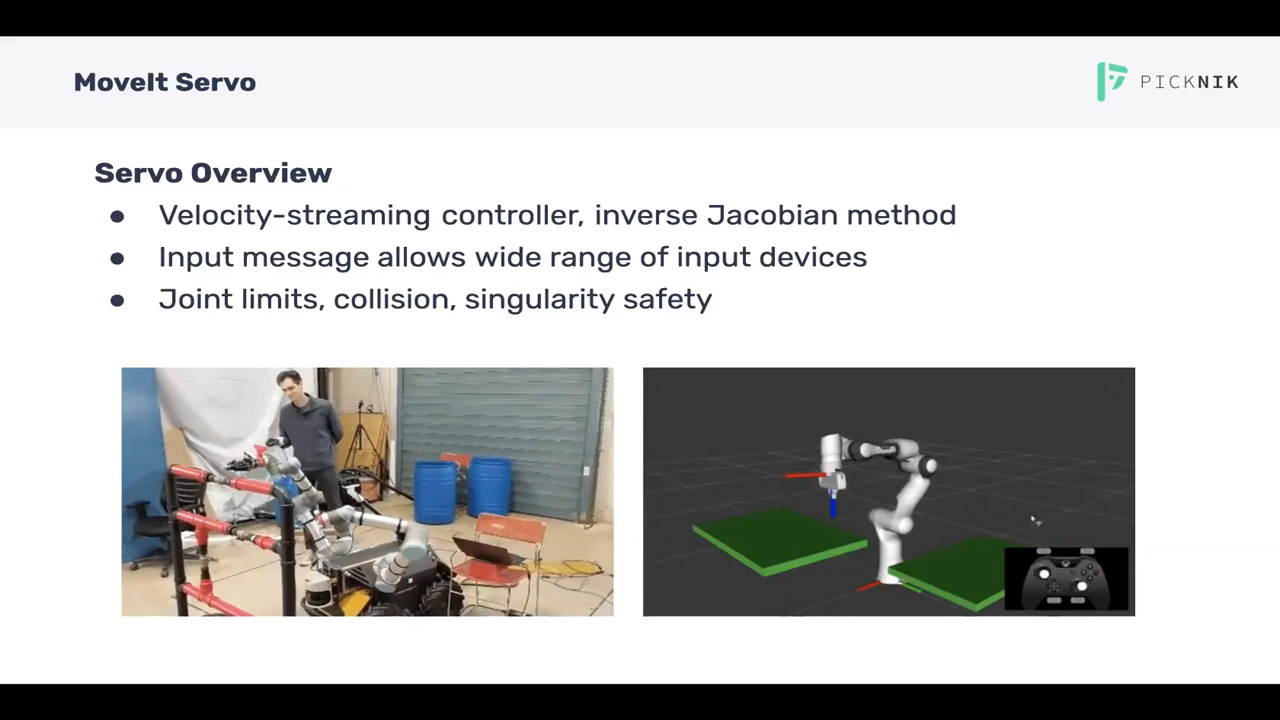 MoveIt Servo
PICKNIK
Servo Overview
● Velocity-streaming controller, inverse Jacobian method
● Input message allows wide range of input devices
● Joint limits, collision, singularity safety